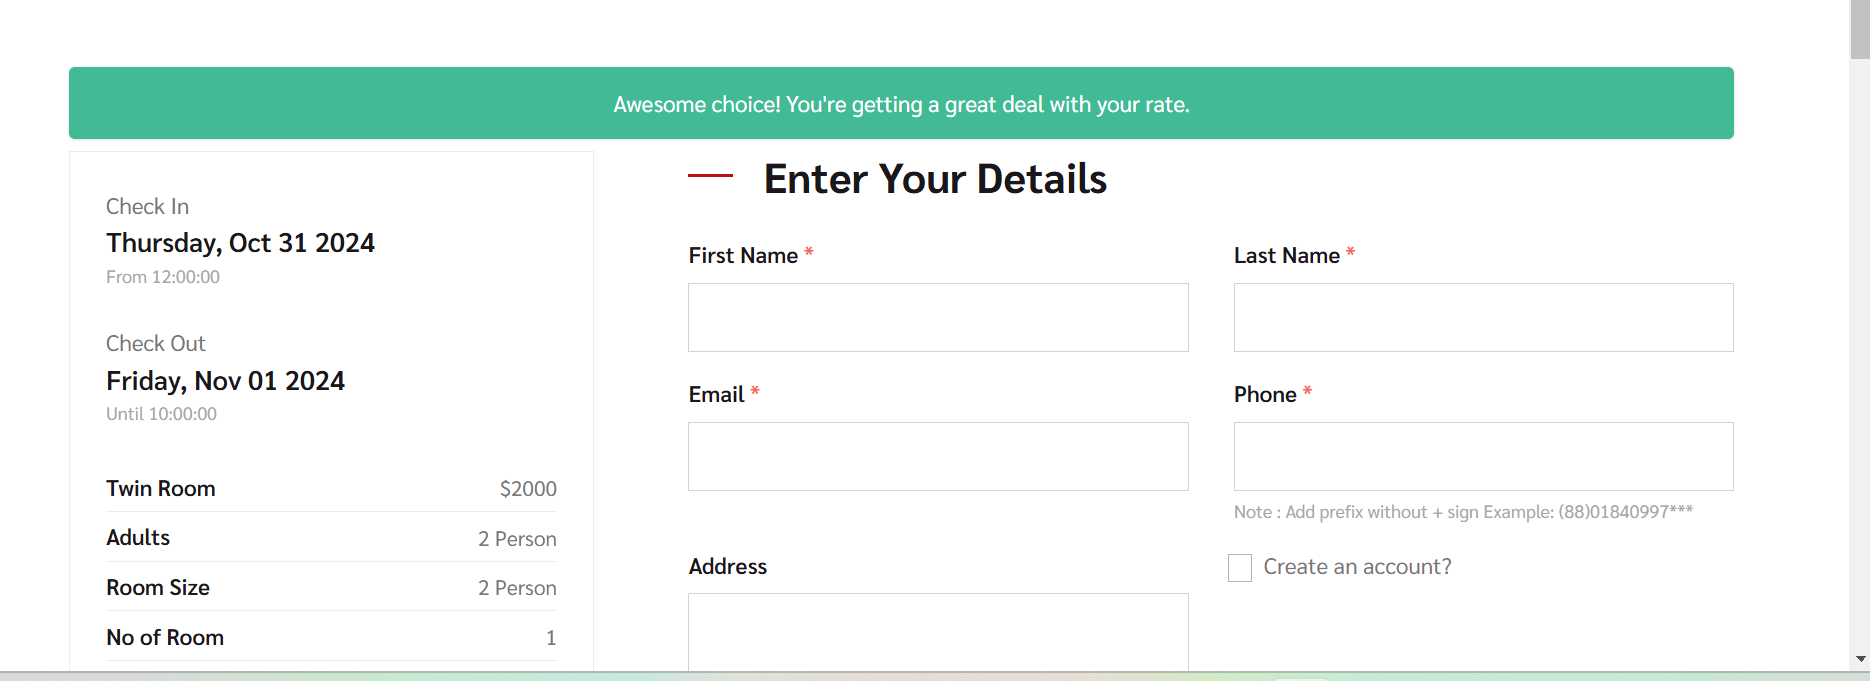 Awesome choice! You're getting a great deal with your rate.
Check In
Thursday, Oct 31 2024
From 12:00:00
Check Out
Friday, Nov 01 2024
Until 10:00:00
Twin Room $2000
Adults 2 Person
Room Size 2 Person
No of Room 1
Enter Your Details
First Name *
Last Name *
Email *
Phone *
Note : Add prefix without + sign Example: (88)01840997***
Address
Create an account?